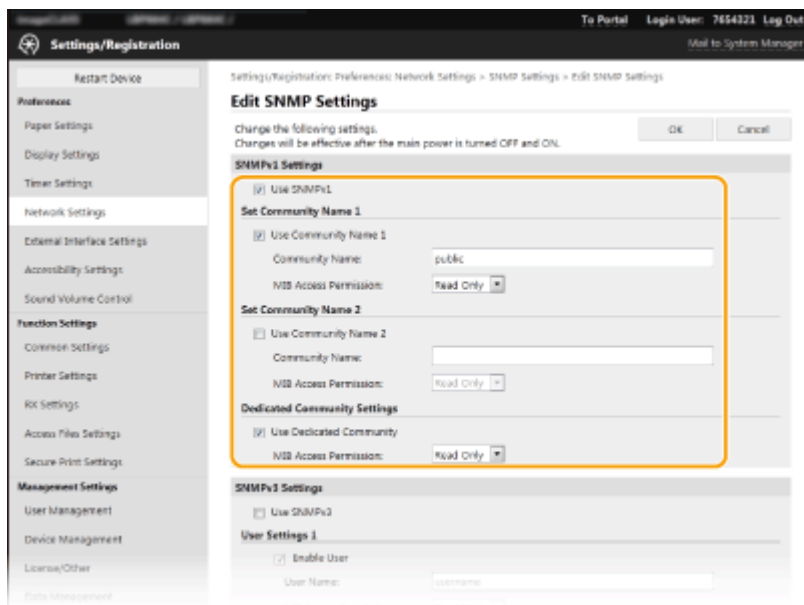 To Portal Login User: 7654321 Log Out
Settings/Registration
Mail to System Manager
Restart Device
Preferences
Paper Settings
Display Settings
Timer Settings
Network Settings
External Interface Settings
Accessibility Settings
Sound Volume Control
Function Settings
Common Settings
Printer Settings
RX Settings
Access Files Settings
Secure Print Settings
Management Settings
User Management
Device Management
License/Other
Data Management
Settings/Registration: Preferences: Network Settings > SNMP Settings > Edit SNMP Settings
Edit SNMP Settings
Change the following settings.
Changes will be effective after the main power is turned OFF and ON.
OK Cancel
SNMPv1 Settings
Use SNMPv1
Set Community Name 1
Use Community Name 1
Community Name: public
MIB Access Permission: Read Only
Set Community Name 2
Use Community Name 2
Community Name:
MIB Access Permission: Read Only
Dedicated Community Settings
Use Dedicated Community
MIB Access Permission: Read Only
SNMPv3 Settings
Use SNMPv3
User Settings 1
Enable User
User Name: username